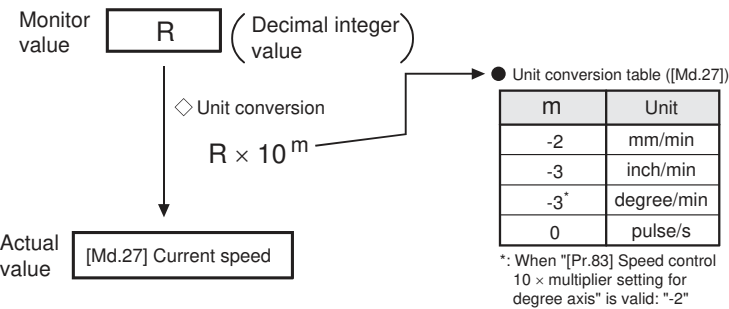 Monitor
value
R
Decimal integer
value
◇ Unit conversion
R × 10 m
● Unit conversion table ([Md.27])
m Unit
-2 mm/min
-3 inch/min
-3* degree/min
0 pulse/s
*: When "[Pr.83] Speed control
10 × multiplier setting for
degree axis" is valid: "-2"
Actual
value
[Md.27] Current speed